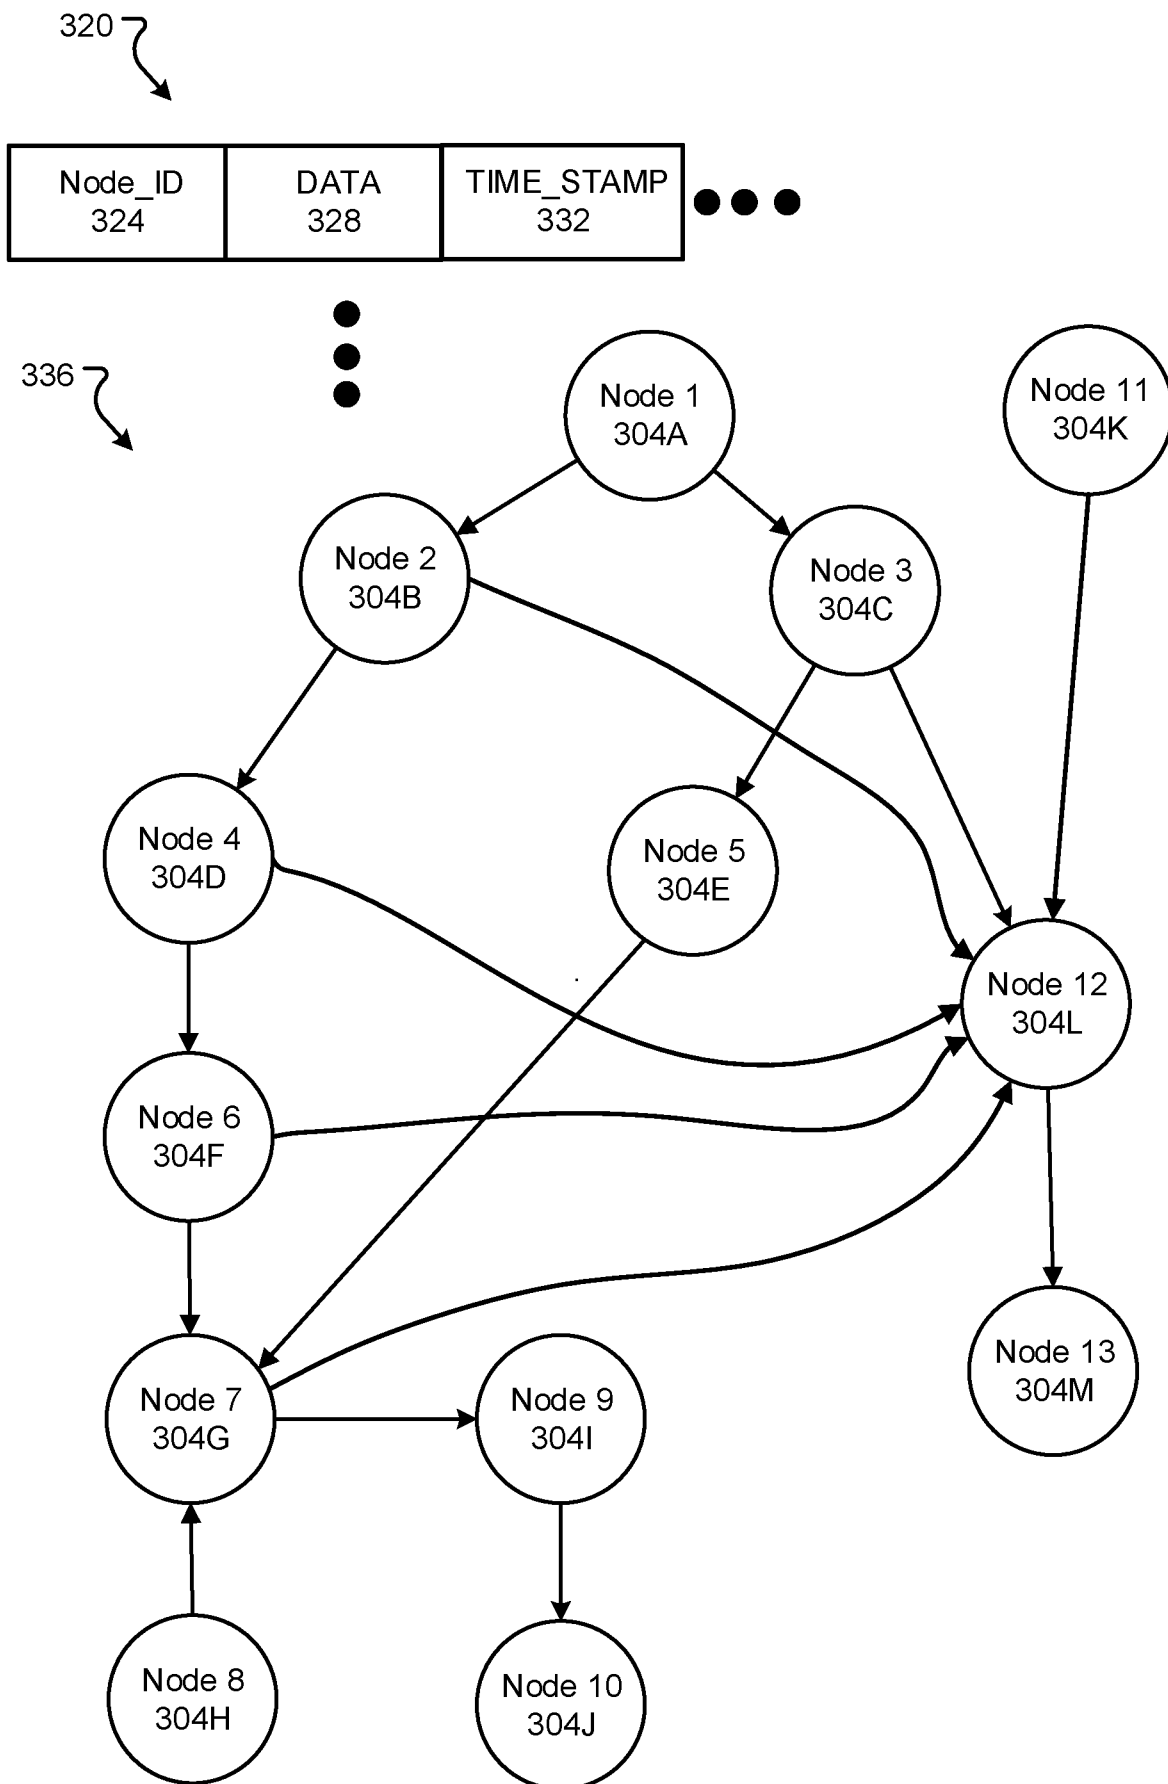 320
Node_ID
324
DATA
328
TIME_STAMP
332
336
Node 1
304A
Node 11
304K
Node 2
304B
Node 3
304C
Node 4
304D
Node 5
304E
Node 12
304L
Node 6
304F
Node 7
304G
Node 9
304I
Node 13
304M
Node 8
304H
Node 10
304J